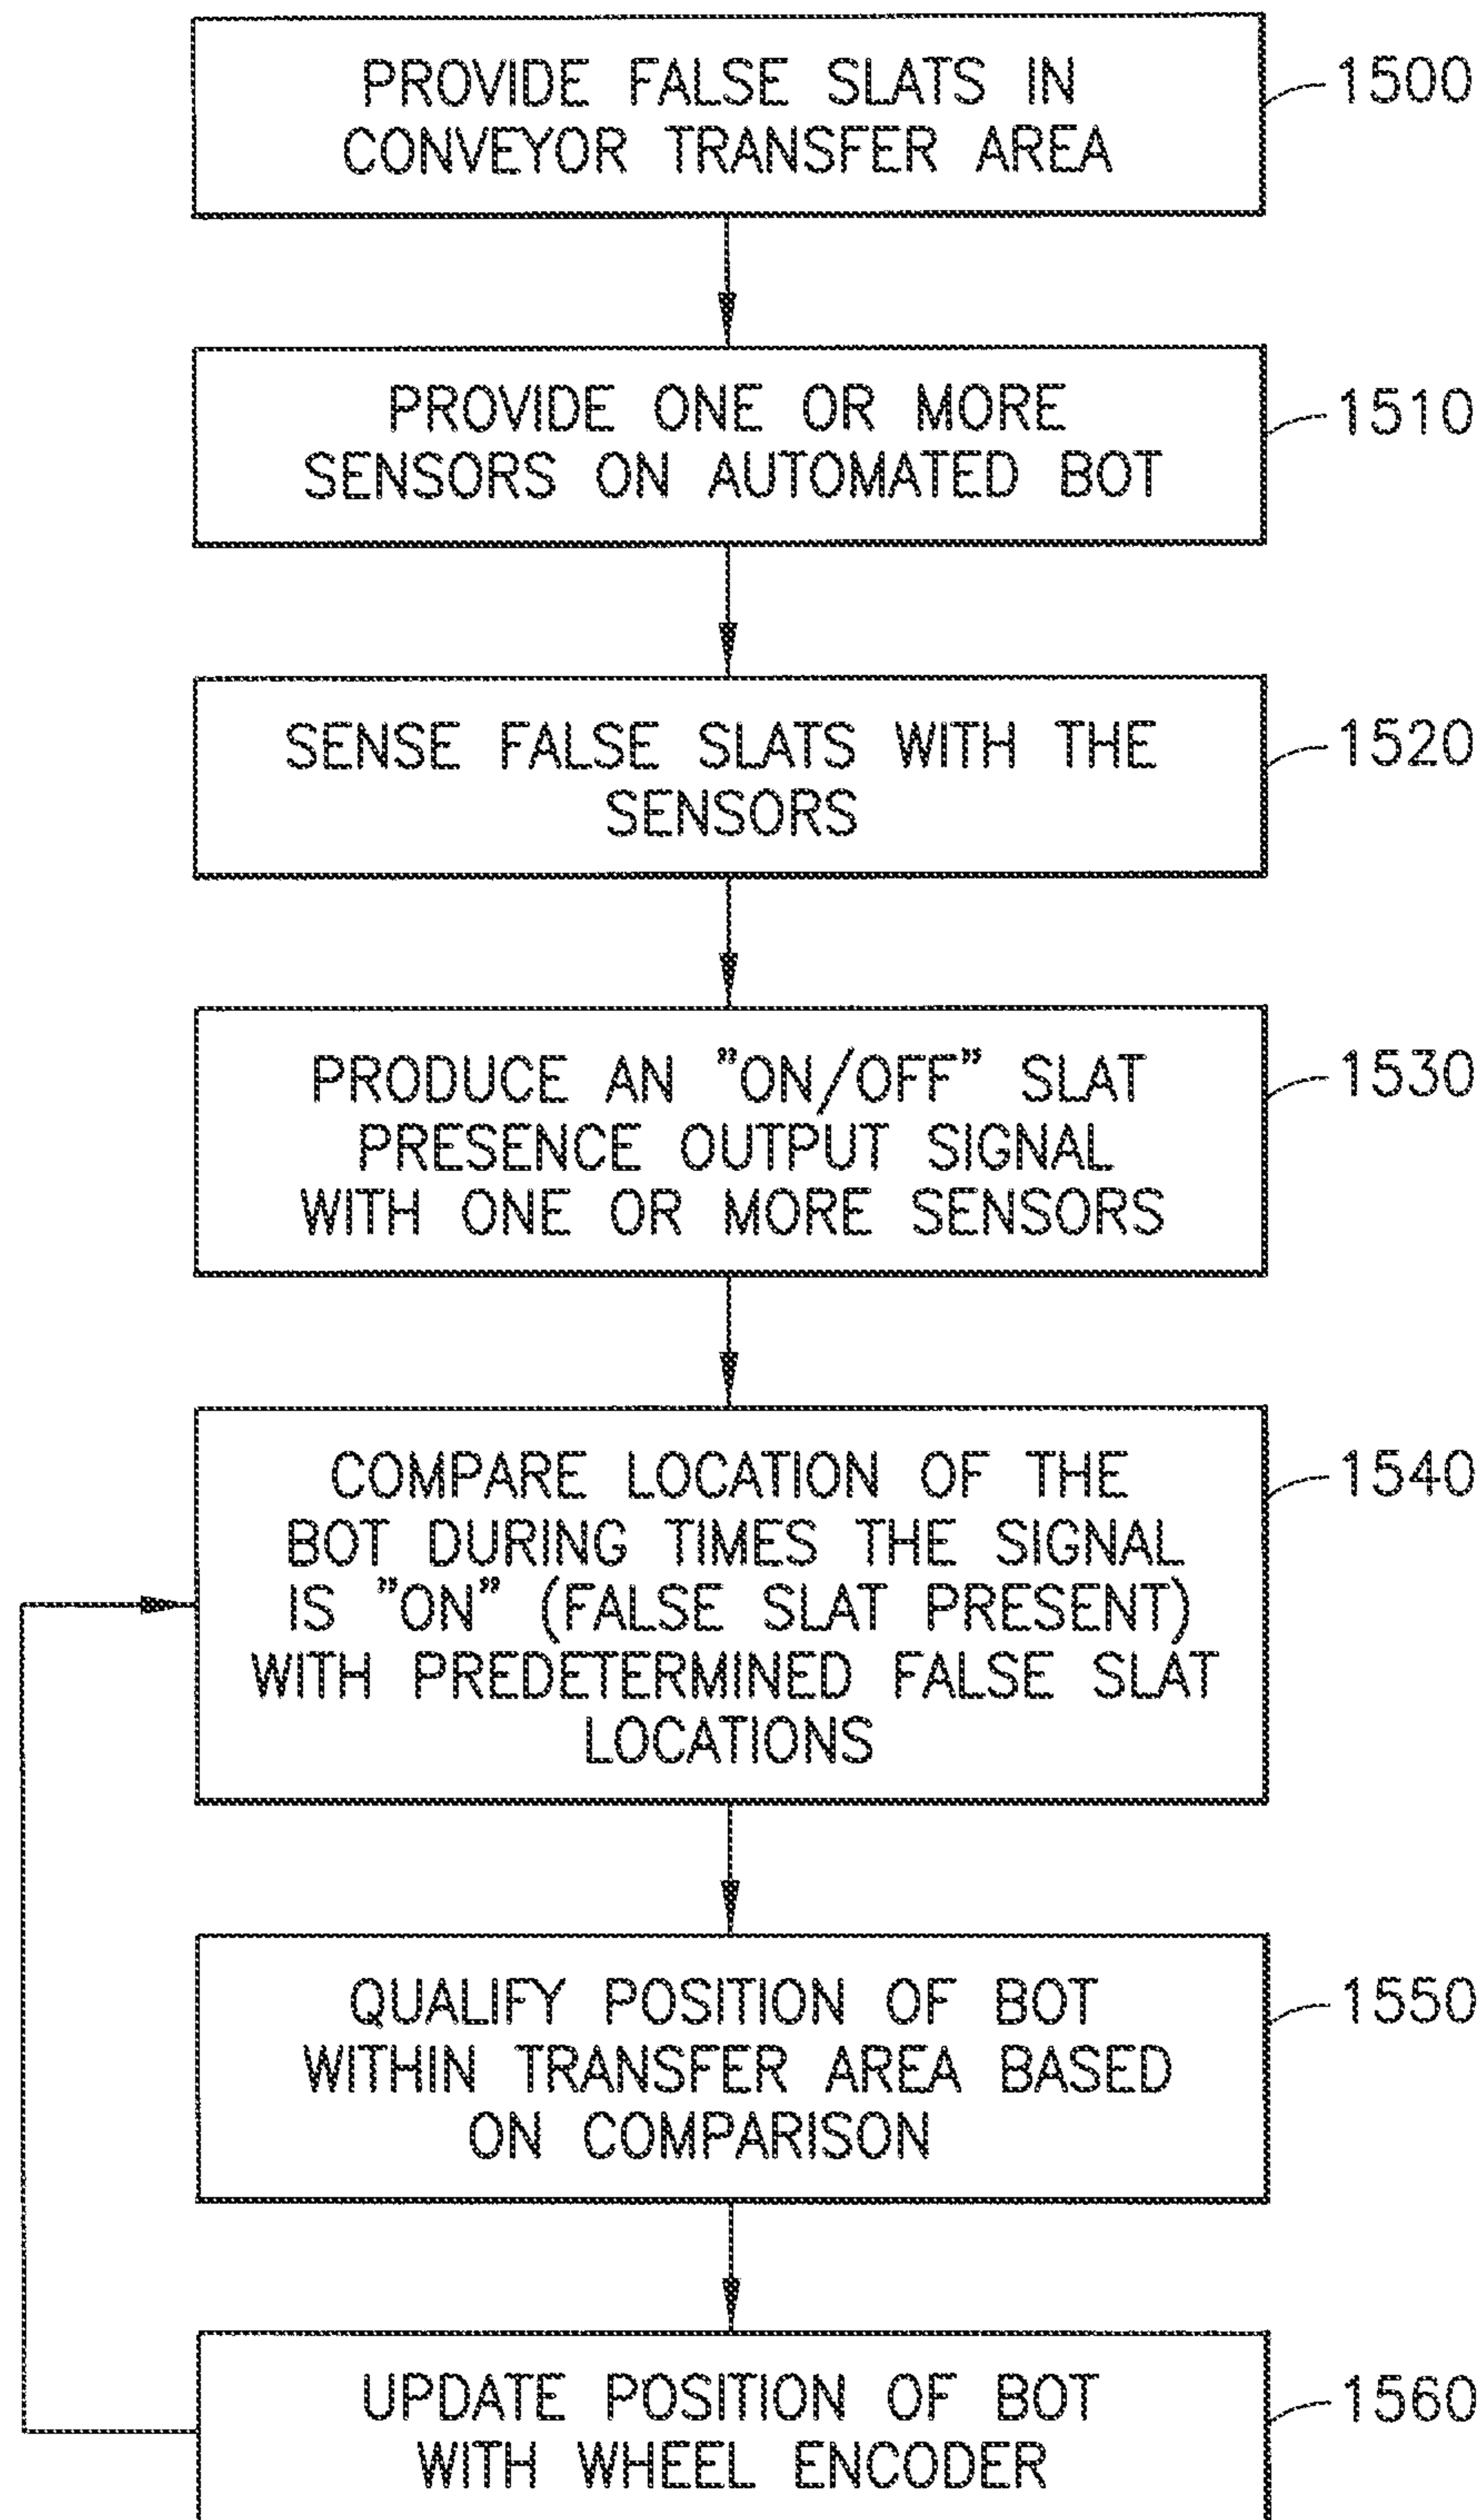 PROVIDE FALSE SLATS IN
CONVEYOR TRANSFER AREA
1500
PROVIDE ONE OR MORE
SENSORS ON AUTOMATED BOT
1510
SENSE FALSE SLATS WITH THE
SENSORS
1520
PRODUCE AN "ON/OFF" SLAT
PRESENCE OUTPUT SIGNAL
WITH ONE OR MORE SENSORS
1530
COMPARE LOCATION OF THE
BOT DURING TIMES THE SIGNAL
IS "ON" (FALSE SLAT PRESENT)
WITH PREDETERMINED FALSE SLAT
LOCATIONS
1540
QUALIFY POSITION OF BOT
WITHIN TRANSFER AREA BASED
ON COMPARISON
1550
UPDATE POSITION OF BOT
WITH WHEEL ENCODER
1560